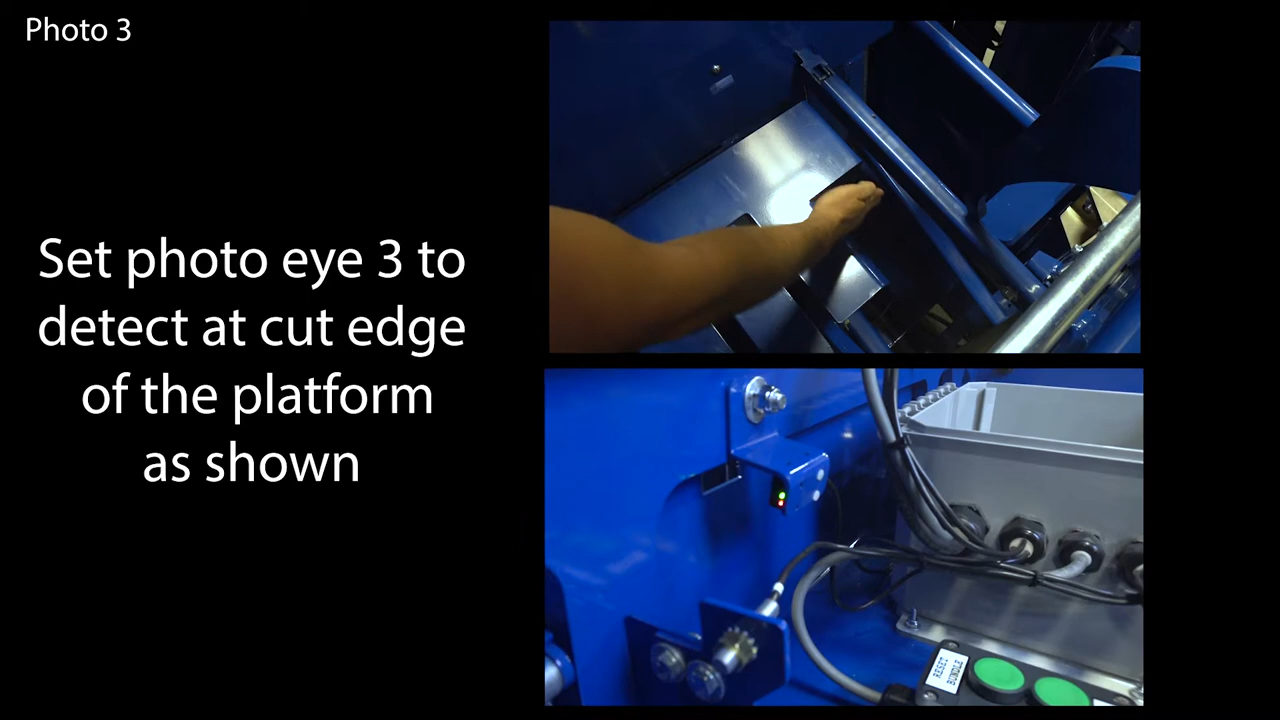 Photo 3
Set photo eye 3 to
detect at cut edge
of the platform
as shown
RESET
BUNDLE